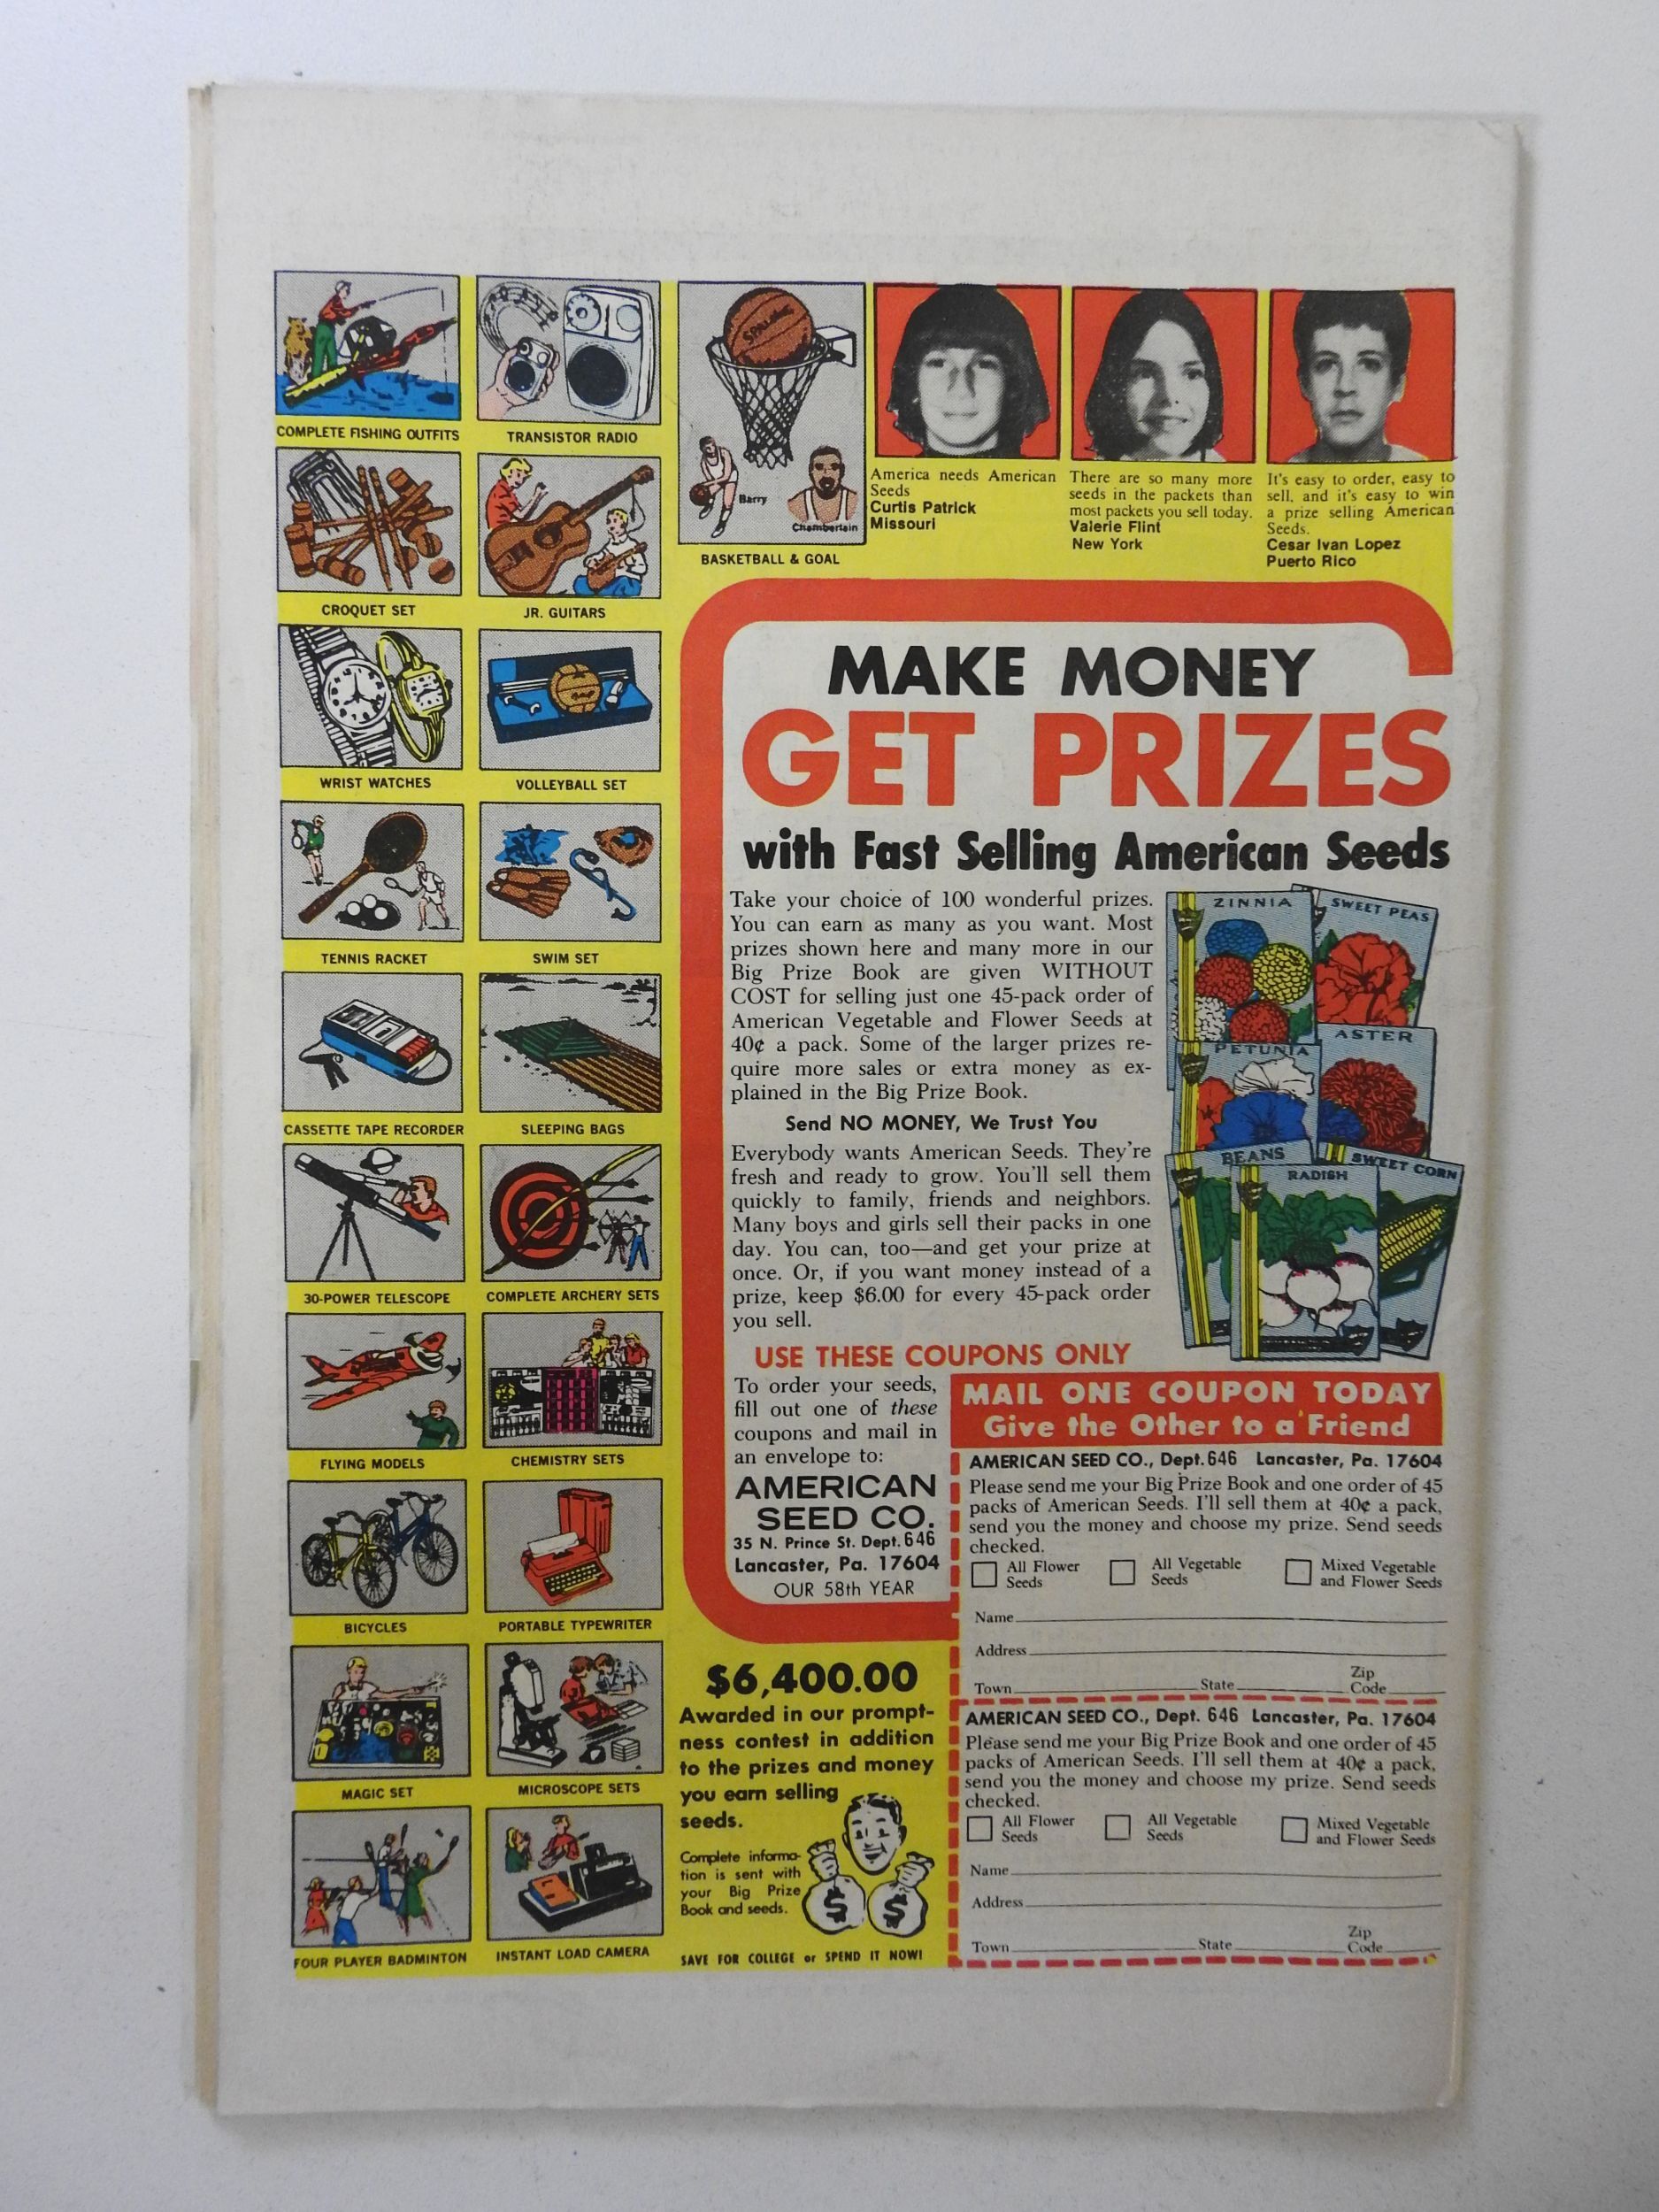 COMPLETE FISHING OUTFITS
TRANSISTOR RADIO
CROQUET SET
JR. GUITARS
WRIST WATCHES
VOLLEYBALL SET
TENNIS RACKET
SWIM SET
CASSETTE TAPE RECORDER
SLEEPING BAGS
30-POWER TELESCOPE
COMPLETE ARCHERY SETS
FLYING MODELS
CHEMISTRY SETS
BICYCLES
PORTABLE TYPEWRITER
MAGIC SET
MICROSCOPE SETS
FOUR PLAYER BADMINTON
INSTANT LOAD CAMERA
SPALDING
Barry
Chamberlain
BASKETBALL & GOAL
America needs American
Seeds
Curtis Patrick
Missouri
There are so many more
seeds in the packets than
most packets you sell today.
Valerie Flint
New York
It's easy to order, easy to
sell, and it's easy to win
a prize selling American
Seeds.
Cesar Ivan Lopez
Puerto Rico
MAKE MONEY
GET PRIZES
with Fast Selling American Seeds
Take your choice of 100 wonderful prizes.
You can earn as many as you want. Most
prizes shown here and many more in our
Big Prize Book are given WITHOUT
COST for selling just one 45-pack order of
American Vegetable and Flower Seeds at
40¢ a pack. Some of the larger prizes re-
quire more sales or extra money as ex-
plained in the Big Prize Book.
Send NO MONEY, We Trust You
Everybody wants American Seeds. They're
fresh and ready to grow. You'll sell them
quickly to family, friends and neighbors.
Many boys and girls sell their packs in one
day. You can, too—and get your prize at
once. Or, if you want money instead of a
prize, keep $6.00 for every 45-pack order
you sell.
ZINNIA
SWEET PEAS
PETUNIA
ASTER
BEANS
RADISH
SWEET CORN
USE THESE COUPONS ONLY
To order your seeds,
fill out one of these
coupons and mail in
an envelope to:
AMERICAN
SEED CO.
35 N. Prince St. Dept. 646
Lancaster, Pa. 17604
OUR 58th YEAR
MAIL ONE COUPON TODAY
Give the Other to a Friend
AMERICAN SEED CO., Dept. 646 Lancaster, Pa. 17604
Please send me your Big Prize Book and one order of 45
packs of American Seeds. I'll sell them at 40¢ a pack,
send you the money and choose my prize. Send seeds
checked.
All Flower
Seeds
All Vegetable
Seeds
Mixed Vegetable
and Flower Seeds
Name
Address
Town State Zip
Code
AMERICAN SEED CO., Dept. 646 Lancaster, Pa. 17604
Please send me your Big Prize Book and one order of 45
packs of American Seeds. I'll sell them at 40¢ a pack,
send you the money and choose my prize. Send seeds
checked.
All Flower
Seeds
All Vegetable
Seeds
Mixed Vegetable
and Flower Seeds
Name
Address
Town State Zip
Code
$6,400.00
Awarded in our prompt-
ness contest in addition
to the prizes and money
you earn selling
seeds.
Complete informa-
tion is sent with
your Big Prize
Book and seeds.
$ $
SAVE FOR COLLEGE or SPEND IT NOW!